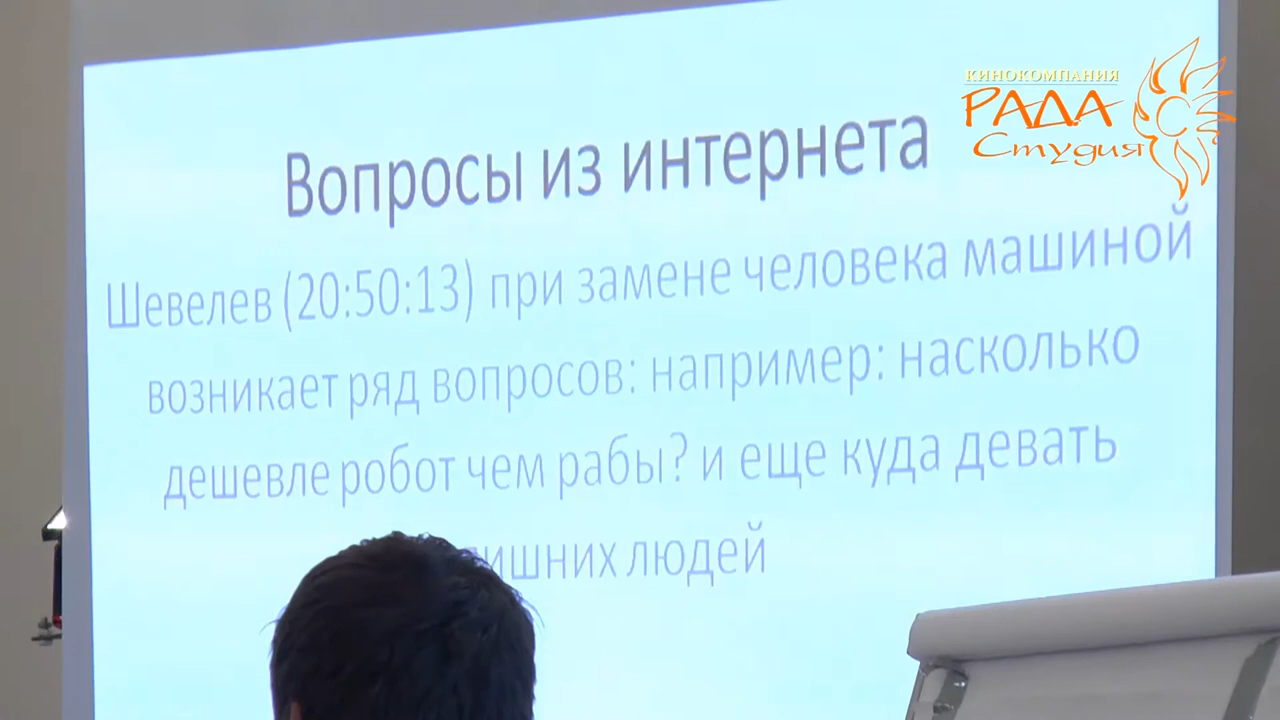 КИНОКОМПАНИЯ
РАДА
Студия
Вопросы из интернета
Шевелев (20:50:13) при замене человека машиной
возникает ряд вопросов: например: насколько
дешевле робот чем рабы? и еще куда девать
людей